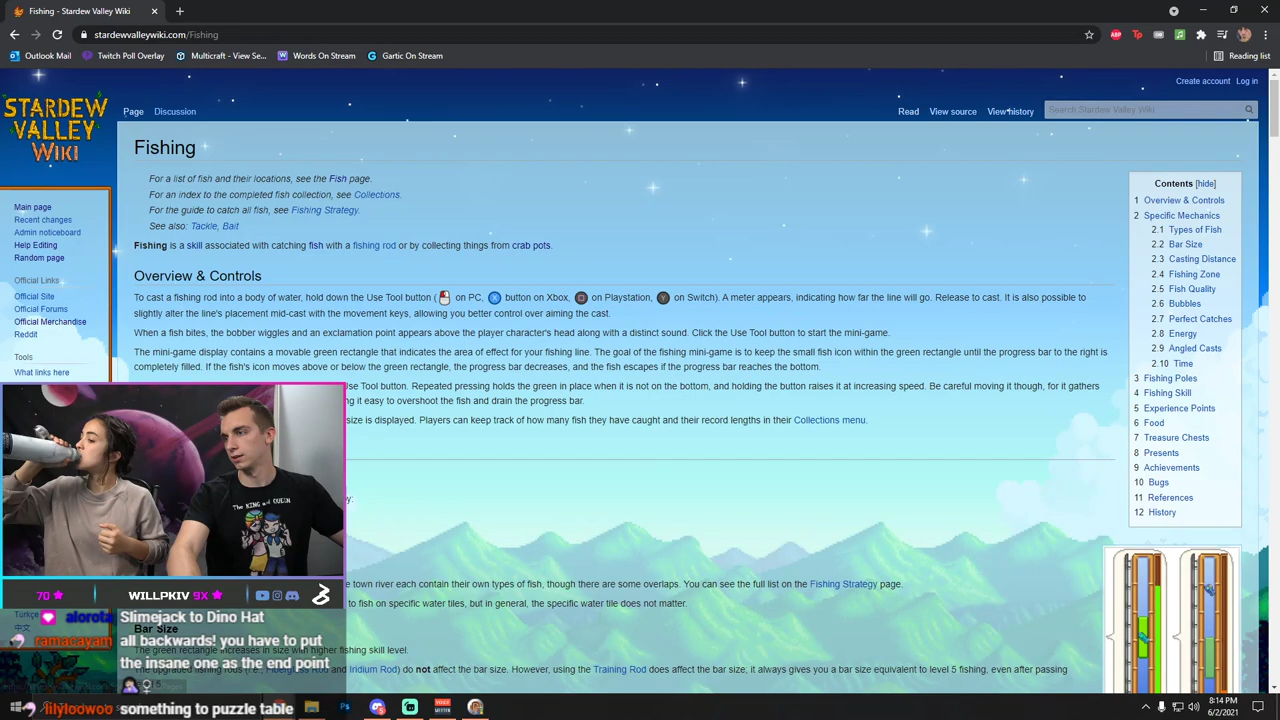 Fishing - Stardew Valley Wiki
stardewvalleywiki.com/Fishing
Outlook Mail Twitch Poll Overlay Multicraft - View Se... Words On Stream Gartic On Stream Reading list
Create account Log in
STARDEW
VALLEY
WIKI
Page Discussion Read View source View history Search Stardew Valley Wiki
Fishing
For a list of fish and their locations, see the Fish page.
For an index to the completed fish collection, see Collections.
For the guide to catch all fish, see Fishing Strategy.
See also: Tackle, Bait
Fishing is a skill associated with catching fish with a fishing rod or by collecting things from crab pots.
Overview & Controls
To cast a fishing rod into a body of water, hold down the Use Tool button ( on PC, X button on Xbox, on Playstation, Y on Switch). A meter appears, indicating how far the line will go. Release to cast. It is also possible to
slightly alter the line's placement mid-cast with the movement keys, allowing you better control over aiming the cast.
When a fish bites, the bobber wiggles and an exclamation point appears above the player character's head along with a distinct sound. Click the Use Tool button to start the mini-game.
The mini-game display contains a movable green rectangle that indicates the area of effect for your fishing line. The goal of the fishing mini-game is to keep the small fish icon within the green rectangle until the progress bar to the right is
completely filled. If the fish's icon moves above or below the green rectangle, the progress bar decreases, and the fish escapes if the progress bar reaches the bottom.
Use Tool button. Repeated pressing holds the green in place when it is not on the bottom, and holding the button raises it at increasing speed. Be careful moving it though, for it gathers
ng it easy to overshoot the fish and drain the progress bar.
size is displayed. Players can keep track of how many fish they have caught and their record lengths in their Collections menu.
y:
e town river each contain their own types of fish, though there are some overlaps. You can see the full list on the Fishing Strategy page.
to fish on specific water tiles, but in general, the specific water tile does not matter.
Bar Size
The green rectangle increases in size with higher fishing skill level.
and Iridium Rod) do not affect the bar size. However, using the Training Rod does affect the bar size, it always gives you a bar size equivalent to level 5 fishing, even after passing
5
Main page
Recent changes
Admin noticeboard
Help Editing
Random page
Official Links
Official Site
Official Forums
Official Merchandise
Reddit
Tools
What links here
Türkçe
中文
Contents [hide]
1 Overview & Controls
2 Specific Mechanics
2.1 Types of Fish
2.2 Bar Size
2.3 Casting Distance
2.4 Fishing Zone
2.5 Fish Quality
2.6 Bubbles
2.7 Perfect Catches
2.8 Energy
2.9 Angled Casts
2.10 Time
3 Fishing Poles
4 Fishing Skill
5 Experience Points
6 Food
7 Treasure Chests
8 Presents
9 Achievements
10 Bugs
11 References
12 History
The KING and QUEEN
70 WILLPKIV 9X
alorota Slimejack to Dino Hat
ramacayam all backwards! you have to put
the insane one as the end point
lilyloowoo something to puzzle table
8:14 PM
6/2/2021